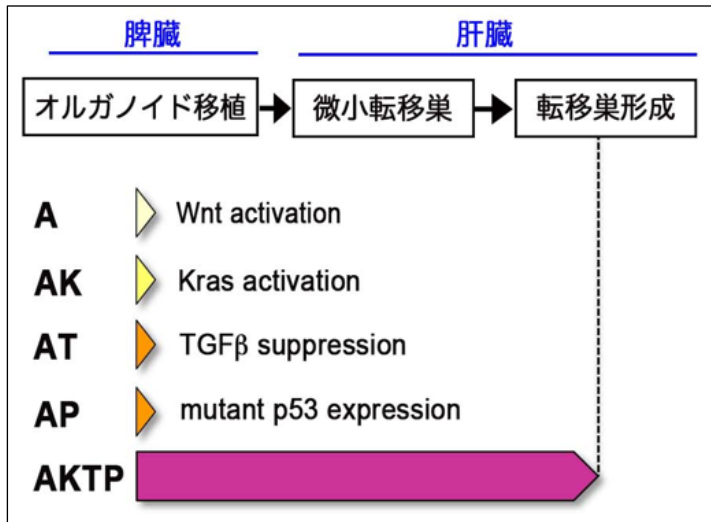 脾臓 肝臓
オルガノイド移植 微小転移巣 転移巣形成
A Wnt activation
AK Kras activation
AT TGFβ suppression
AP mutant p53 expression
AKTP